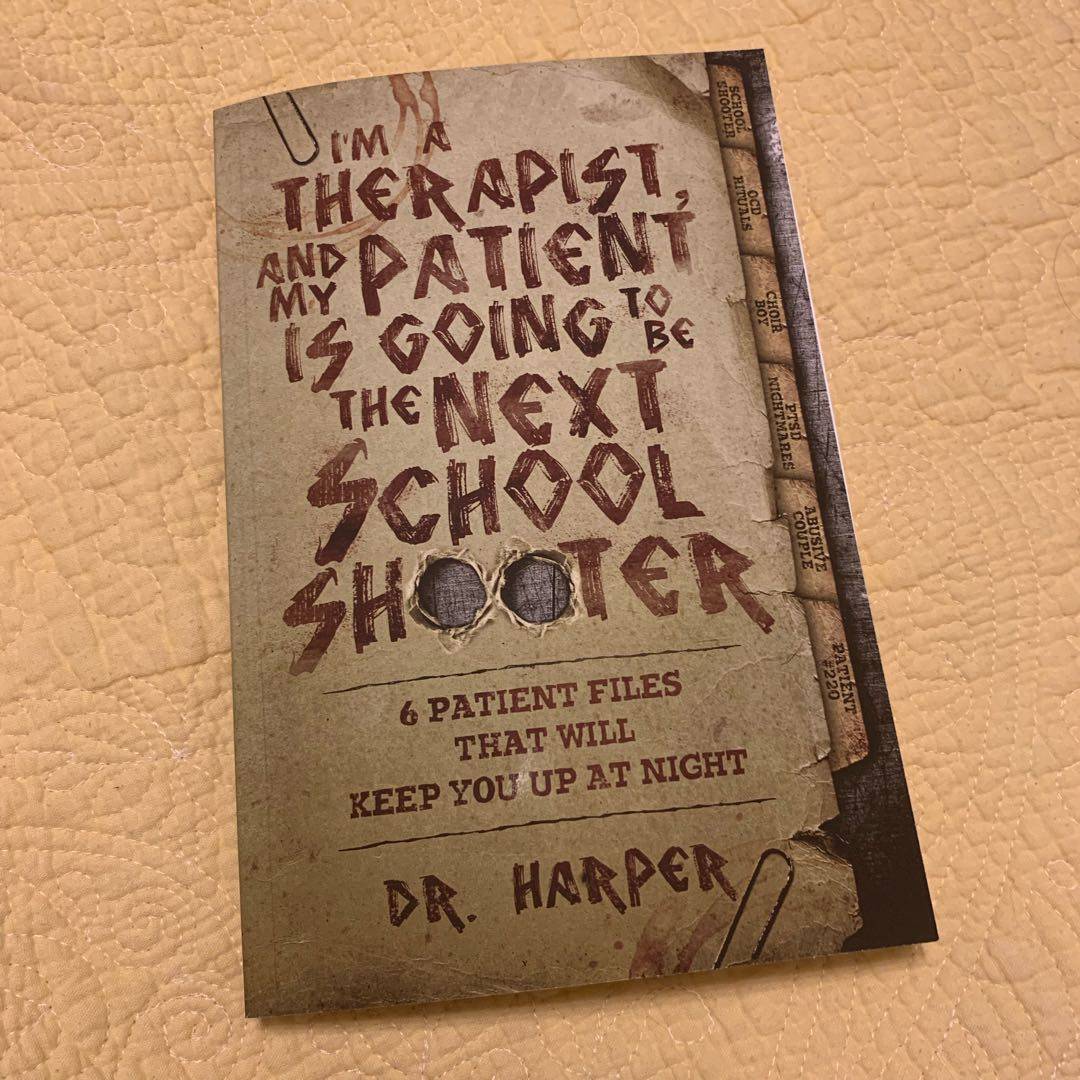 I'M A
THERAPIST,
AND MY PATIENT
IS GOING TO BE
THE NEXT
SCHOOL
SHOOTER
6 PATIENT FILES
THAT WILL
KEEP YOU UP AT NIGHT
DR. HARPER
SCHOOL
SHOOTER
OCD
RITUALS
CHOIR
BOY
PTSD
NIGHTMARES
ABUSIVE
COUPLE
PATIENT
#220